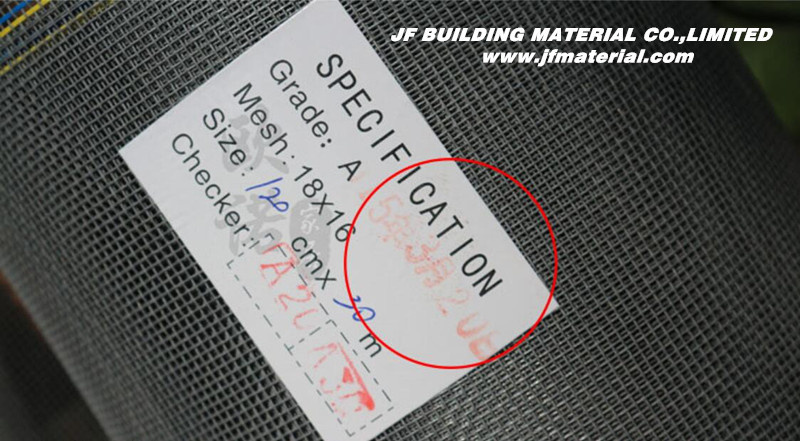 JF BUILDING MATERIAL CO.,LIMITED
www.jfmaterial.com
SPECIFICATION
Grade: A
Mesh: 18x16
Size: 120 cmx 30 m
Checker: